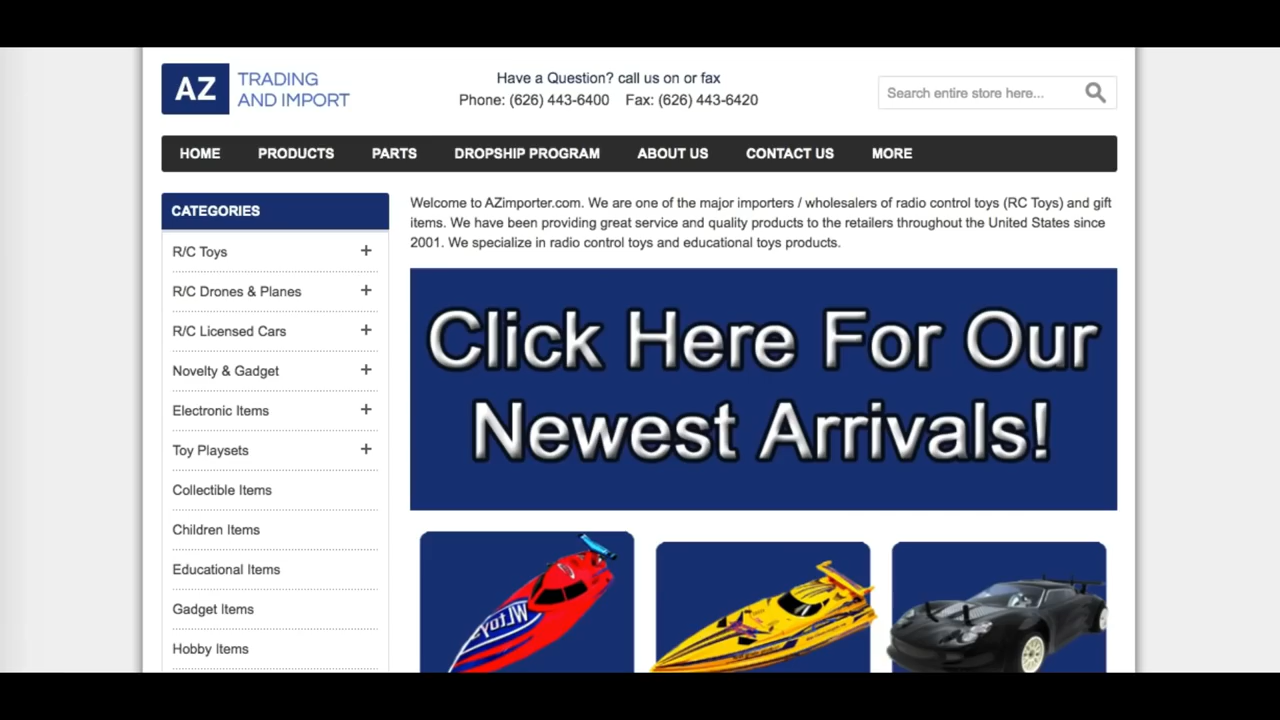 AZ TRADING AND IMPORT
Have a Question? call us on or fax
Phone: (626) 443-6400 Fax: (626) 443-6420
Search entire store here...
HOME PRODUCTS PARTS DROPSHIP PROGRAM ABOUT US CONTACT US MORE
CATEGORIES
R/C Toys +
R/C Drones & Planes +
R/C Licensed Cars +
Novelty & Gadget +
Electronic Items +
Toy Playsets +
Collectible Items
Children Items
Educational Items
Gadget Items
Hobby Items
Welcome to AZimporter.com. We are one of the major importers / wholesalers of radio control toys (RC Toys) and gift
items. We have been providing great service and quality products to the retailers throughout the United States since
2001. We specialize in radio control toys and educational toys products.
Click Here For Our
Newest Arrivals!
WLtoys